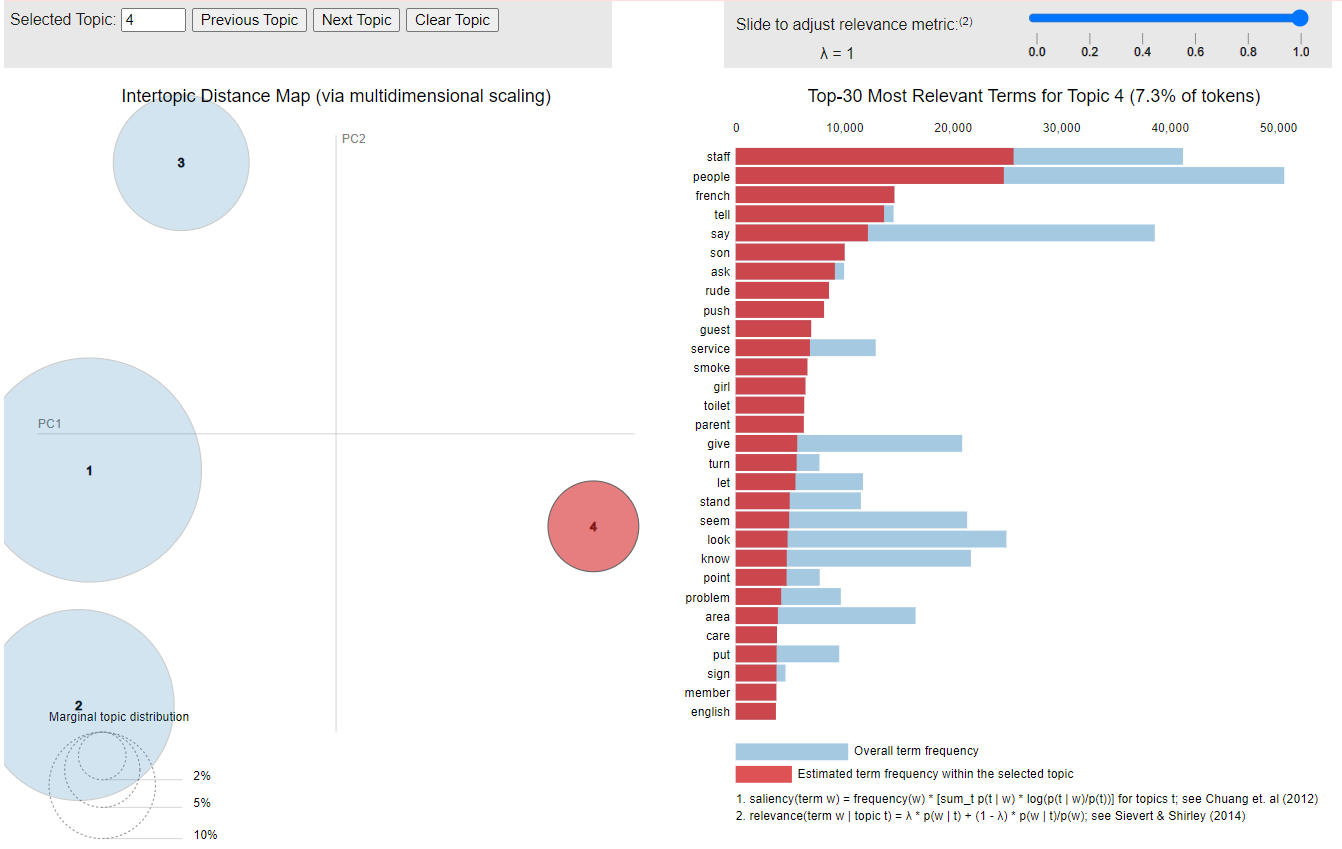 Selected Topic: 4 Previous Topic Next Topic Clear Topic
Slide to adjust relevance metric:(2)
λ = 1
0.0 0.2 0.4 0.6 0.8 1.0
Intertopic Distance Map (via multidimensional scaling)
PC2
PC1
3
1
4
2
Marginal topic distribution
2%
5%
10%
Top-30 Most Relevant Terms for Topic 4 (7.3% of tokens)
0 10,000 20,000 30,000 40,000 50,000
staff
people
french
tell
say
son
ask
rude
push
guest
service
smoke
girl
toilet
parent
give
turn
let
stand
seem
look
know
point
problem
area
care
put
sign
member
english
Overall term frequency
Estimated term frequency within the selected topic
1. saliency(term w) = frequency(w) * [sum_t p(t | w) * log(p(t | w)/p(t))] for topics t; see Chuang et. al (2012)
2. relevance(term w | topic t) = λ * p(w | t) + (1 - λ) * p(w | t)/p(w); see Sievert & Shirley (2014)